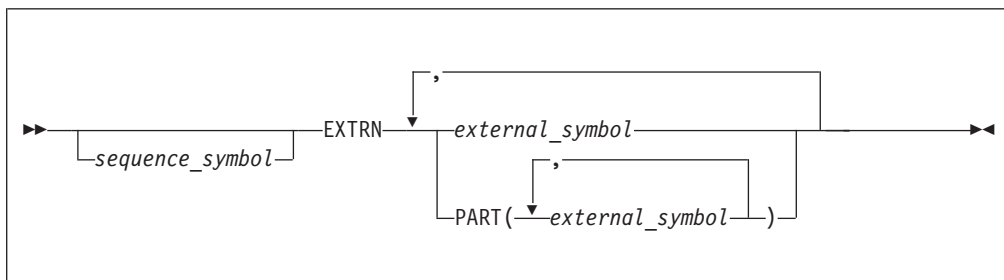 ,
EXTRN external_symbol
sequence_symbol
,
PART( external_symbol )